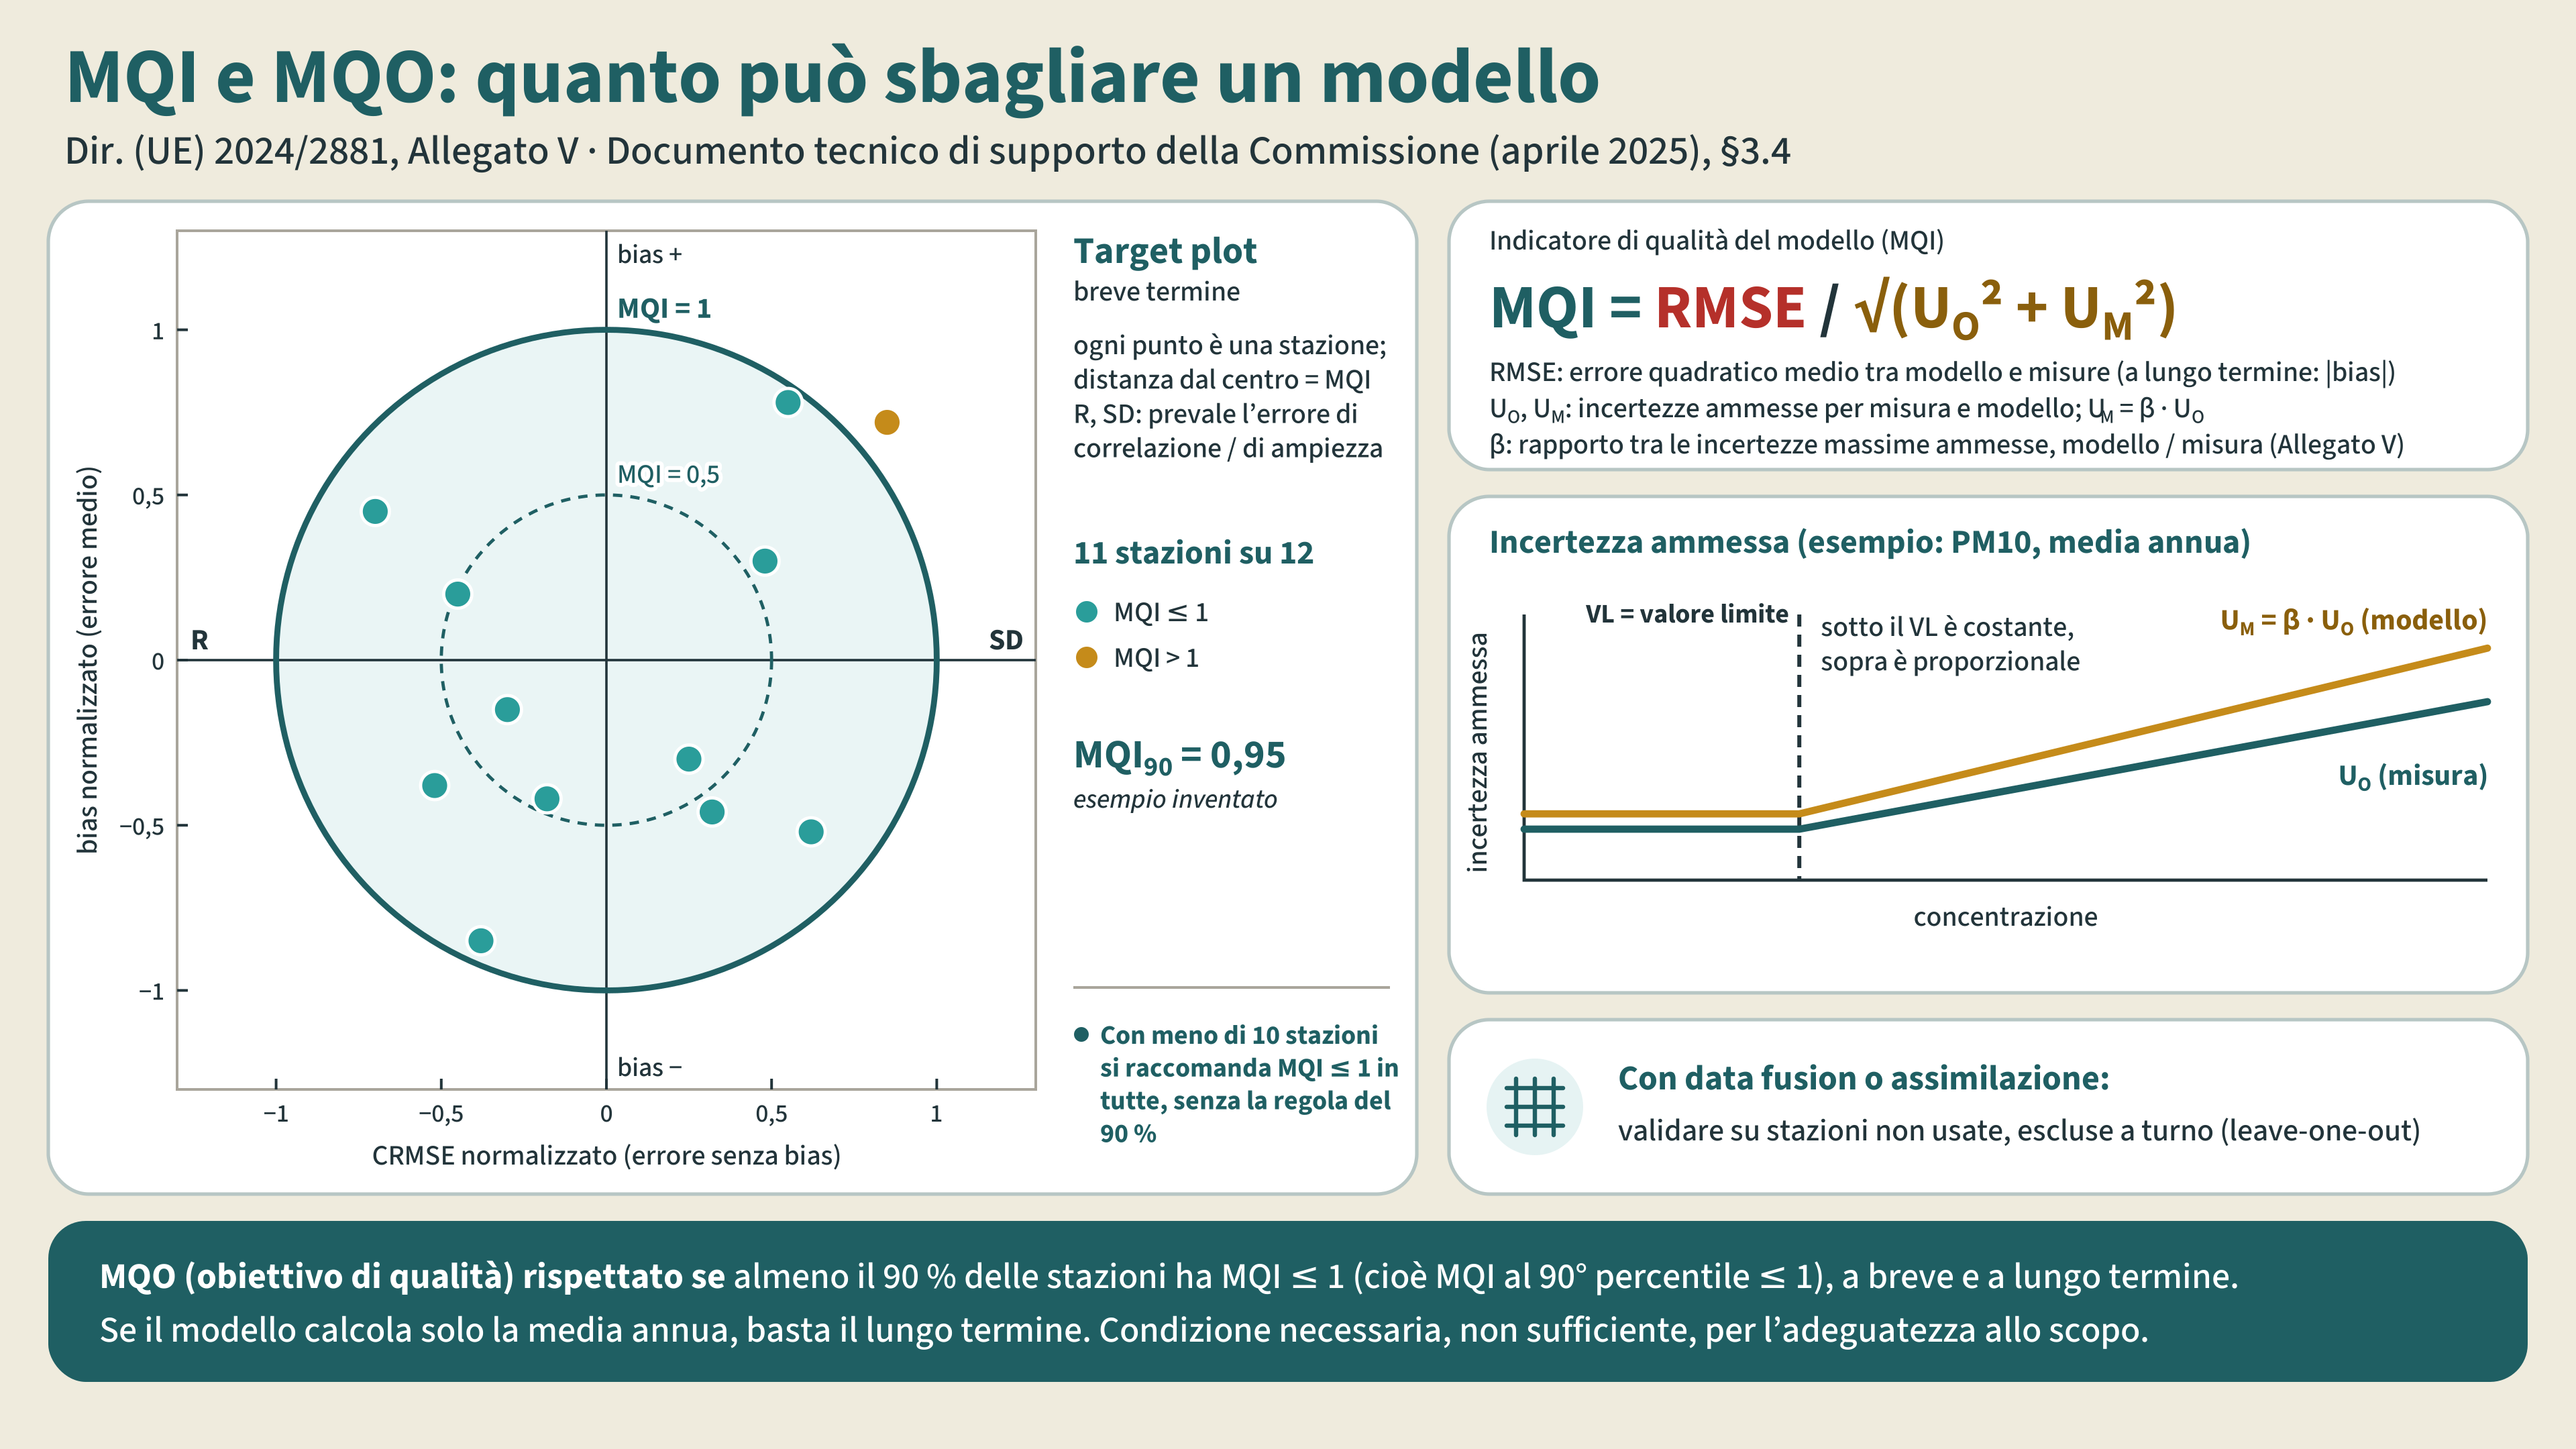 MQI e MQO: quanto può sbagliare un modello
Dir. (UE) 2024/2881, Allegato V · Documento tecnico di supporto della Commissione (aprile 2025), §3.4
bias +
MQI = 1
MQI = 0,5
R
SD
bias −
1
0,5
0
−0,5
−1
−1
−0,5
0
0,5
1
bias normalizzato (errore medio)
CRMSE normalizzato (errore senza bias)
Target plot
breve termine
ogni punto è una stazione;
distanza dal centro = MQI
R, SD: prevale l’errore di
correlazione / di ampiezza
11 stazioni su 12
MQI ≤ 1
MQI > 1
MQI₉₀ = 0,95
esempio inventato
Con meno di 10 stazioni
si raccomanda MQI ≤ 1 in
tutte, senza la regola del
90 %
Indicatore di qualità del modello (MQI)
MQI = RMSE / √(U_O² + U_M²)
RMSE: errore quadratico medio tra modello e misure (a lungo termine: |bias|)
U_O, U_M: incertezze ammesse per misura e modello; U_M = β · U_O
β: rapporto tra le incertezze massime ammesse, modello / misura (Allegato V)
Incertezza ammessa (esempio: PM10, media annua)
VL = valore limite
sotto il VL è costante,
sopra è proporzionale
U_M = β · U_O (modello)
U_O (misura)
incertezza ammessa
concentrazione
Con data fusion o assimilazione:
validare su stazioni non usate, escluse a turno (leave-one-out)
MQO (obiettivo di qualità) rispettato se almeno il 90 % delle stazioni ha MQI ≤ 1 (cioè MQI al 90° percentile ≤ 1), a breve e a lungo termine.
Se il modello calcola solo la media annua, basta il lungo termine. Condizione necessaria, non sufficiente, per l’adeguatezza allo scopo.